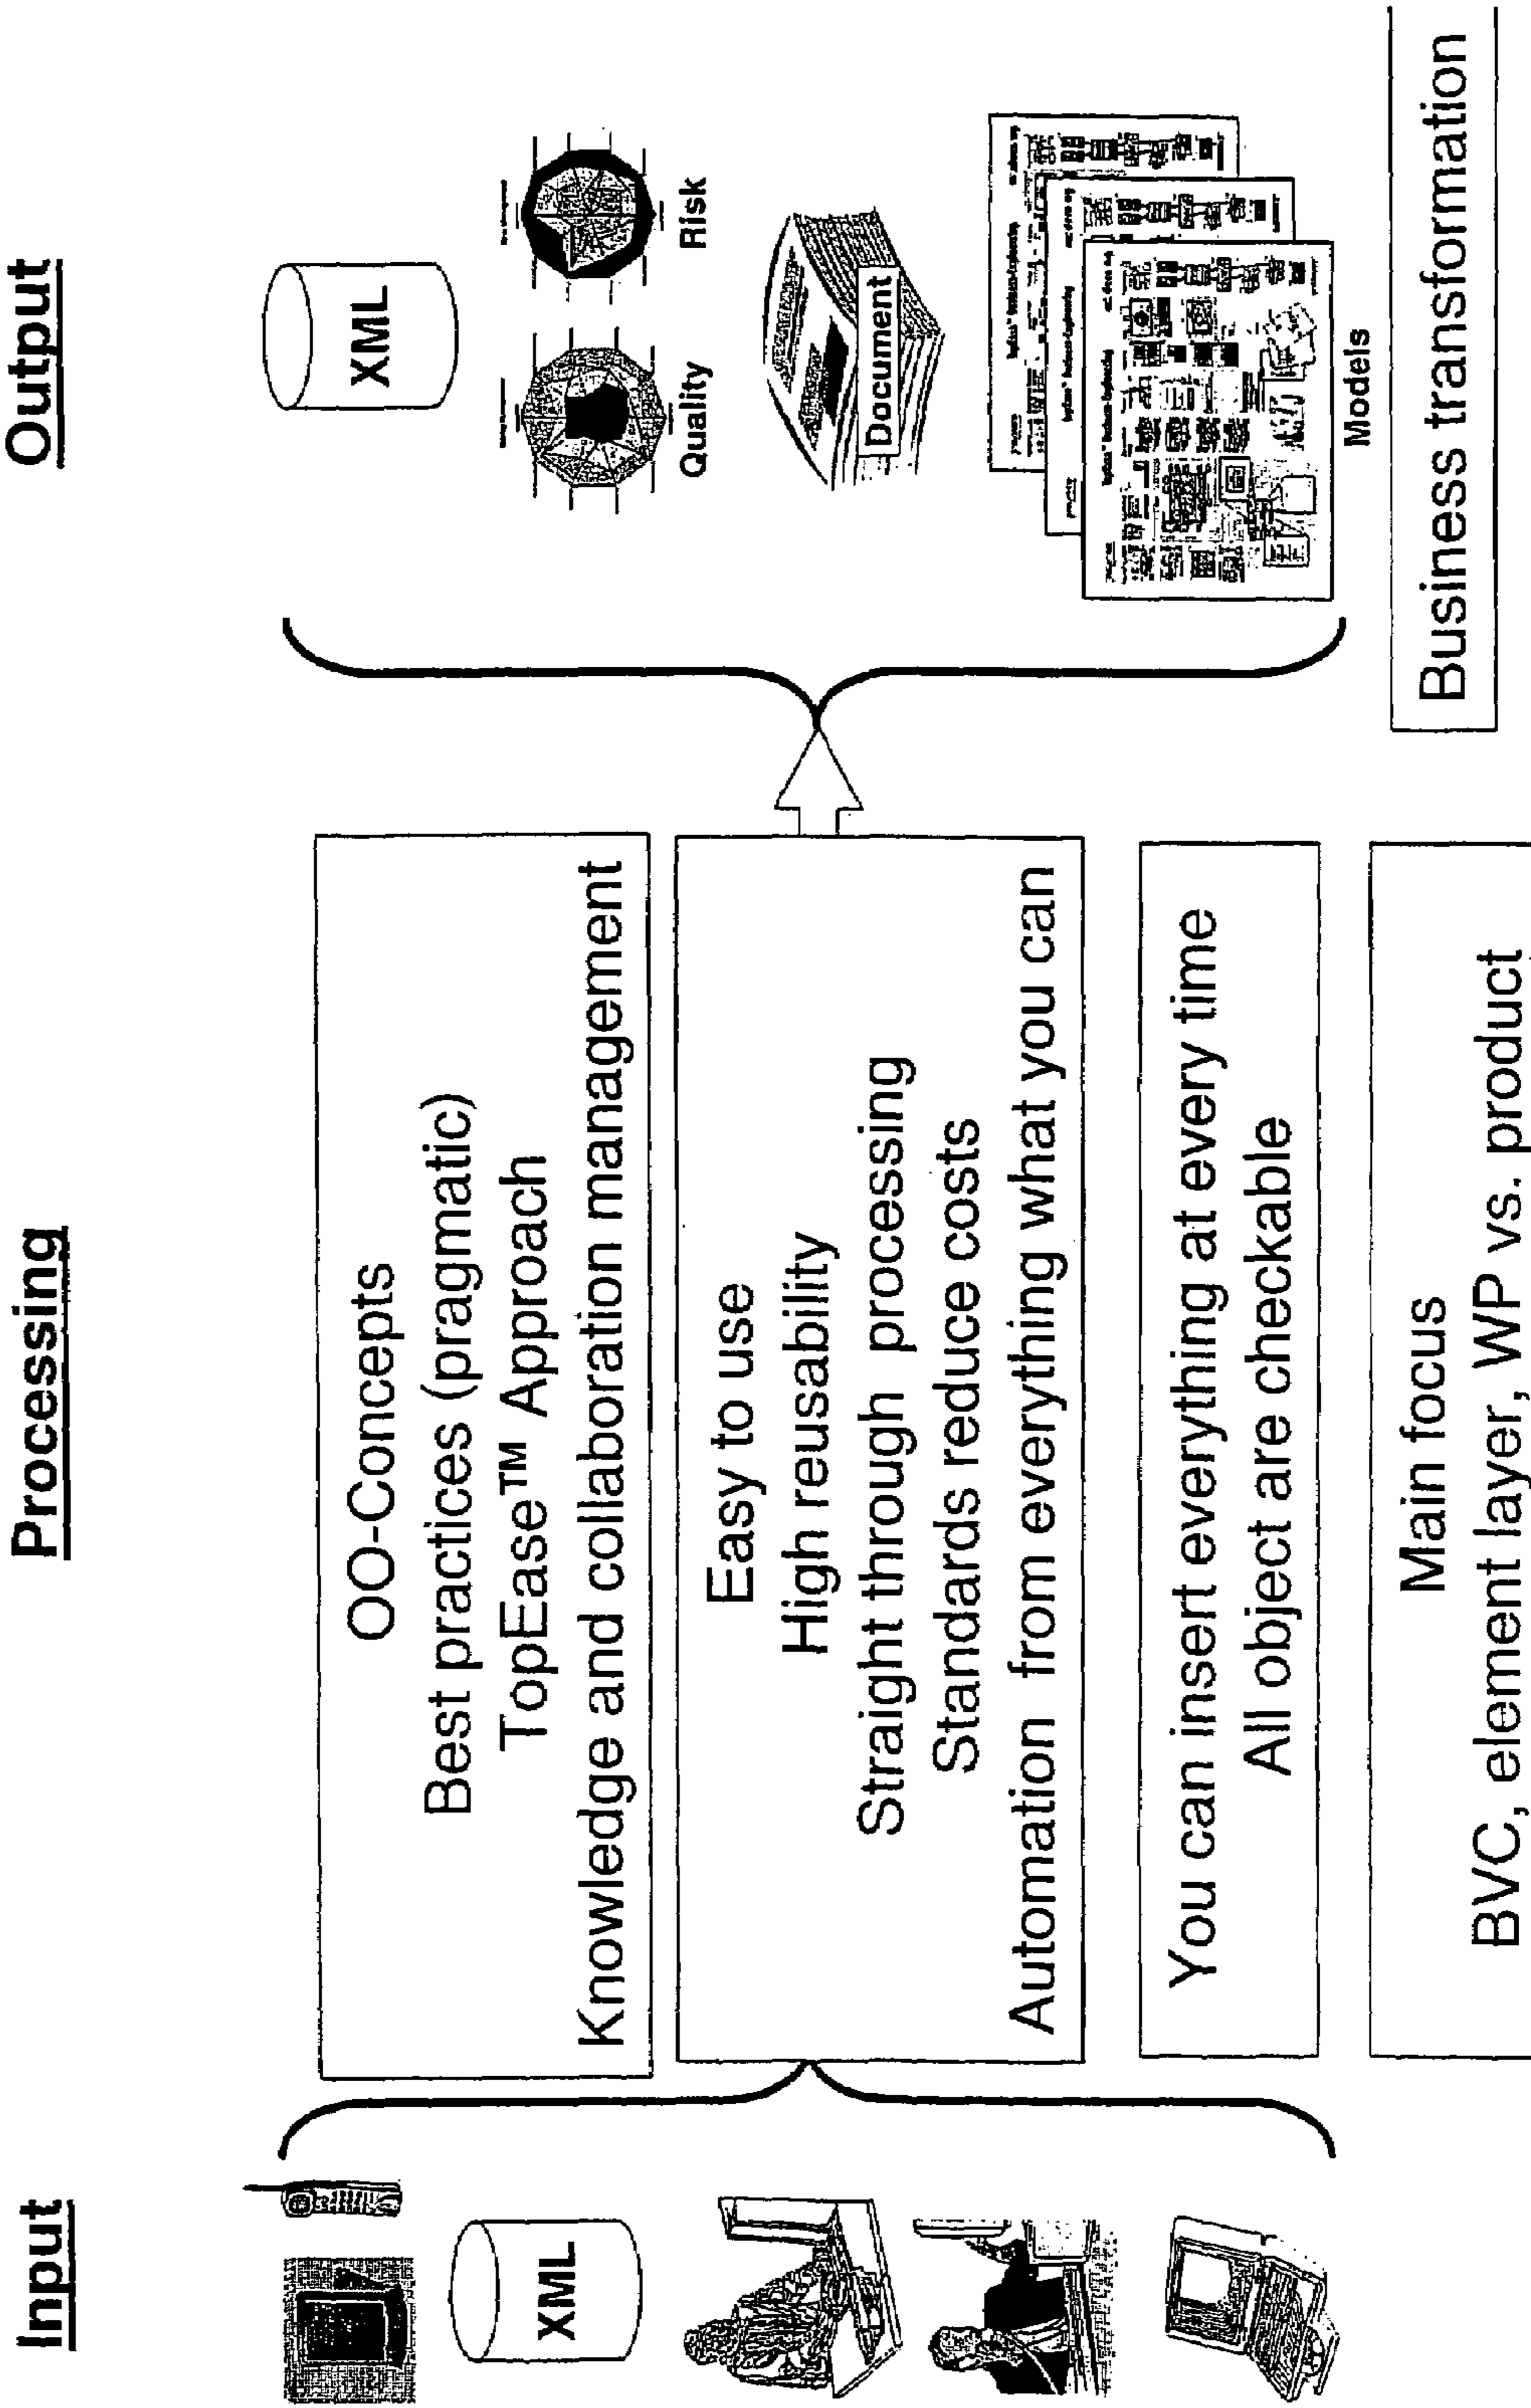 Input
Processing
Output
XML
OO-Concepts
Best practices (pragmatic)
TopEase™ Approach
Knowledge and collaboration management
Easy to use
High reusability
Straight through processing
Standards reduce costs
Automation from everything what you can
You can insert everything at every time
All object are checkable
Main focus
BVC, element layer, WP vs. product
XML
Quality
Risk
Document
Models
Business transformation